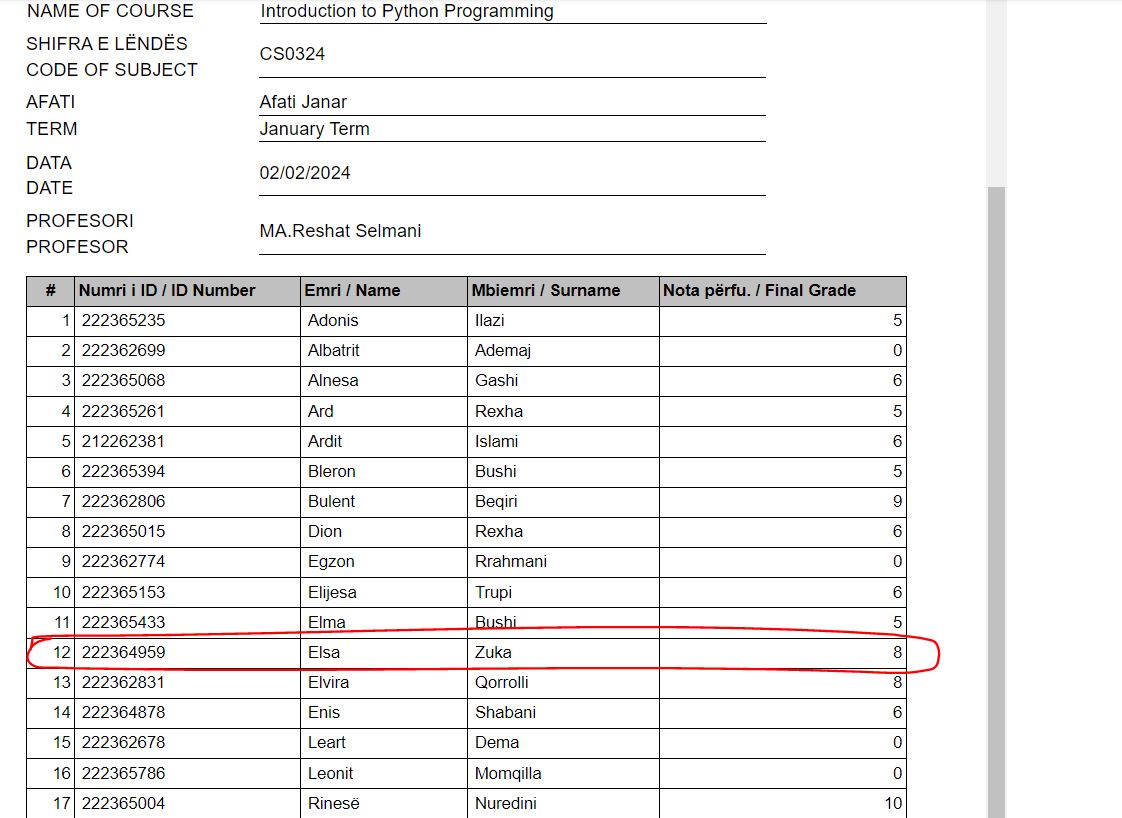 NAME OF COURSE Introduction to Python Programming
SHIFRA E LËNDËS
CODE OF SUBJECT CS0324
AFATI Afati Janar
TERM January Term
DATA
DATE 02/02/2024
PROFESORI
PROFESOR MA.Reshat Selmani
# Numri i ID / ID Number Emri / Name Mbiemri / Surname Nota përfu. / Final Grade
1 222365235 Adonis Ilazi 5
2 222362699 Albatrit Ademaj 0
3 222365068 Alnesa Gashi 6
4 222365261 Ard Rexha 5
5 212262381 Ardit Islami 6
6 222365394 Bleron Bushi 5
7 222362806 Bulent Beqiri 9
8 222365015 Dion Rexha 6
9 222362774 Egzon Rrahmani 0
10 222365153 Elijesa Trupi 6
11 222365433 Elma Bushi 5
12 222364959 Elsa Zuka 8
13 222362831 Elvira Qorrolli 8
14 222364878 Enis Shabani 6
15 222362678 Leart Dema 0
16 222365786 Leonit Momqilla 0
17 222365004 Rinesë Nuredini 10